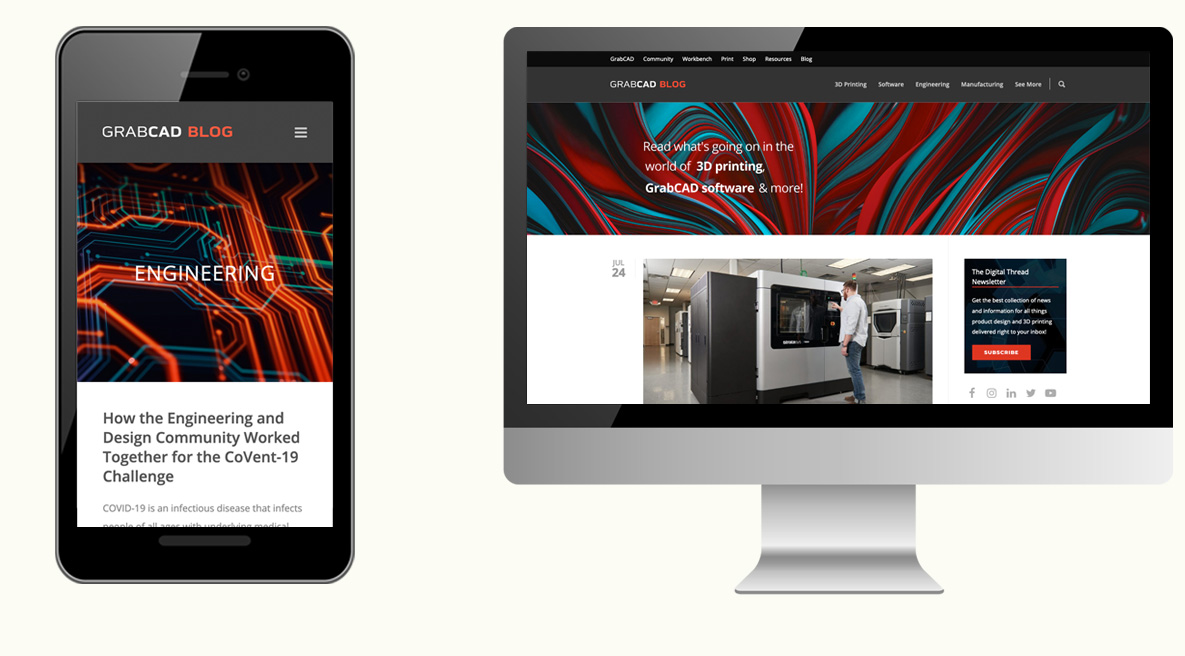 GRABCAD BLOG
ENGINEERING
How the Engineering and
Design Community Worked
Together for the CoVent-19
Challenge
COVID-19 is an infectious disease that infects
people of all ages with underlying medical
GrabCAD Community Workbench Print Shop Resources Blog
GRABCAD BLOG 3D Printing Software Engineering Manufacturing See More
Read what's going on in the
world of 3D printing,
GrabCAD software & more!
JUL
24
The Digital Thread
Newsletter
Get the best collection of news
and information for all things
product design and 3D printing
delivered right to your inbox!
SUBSCRIBE